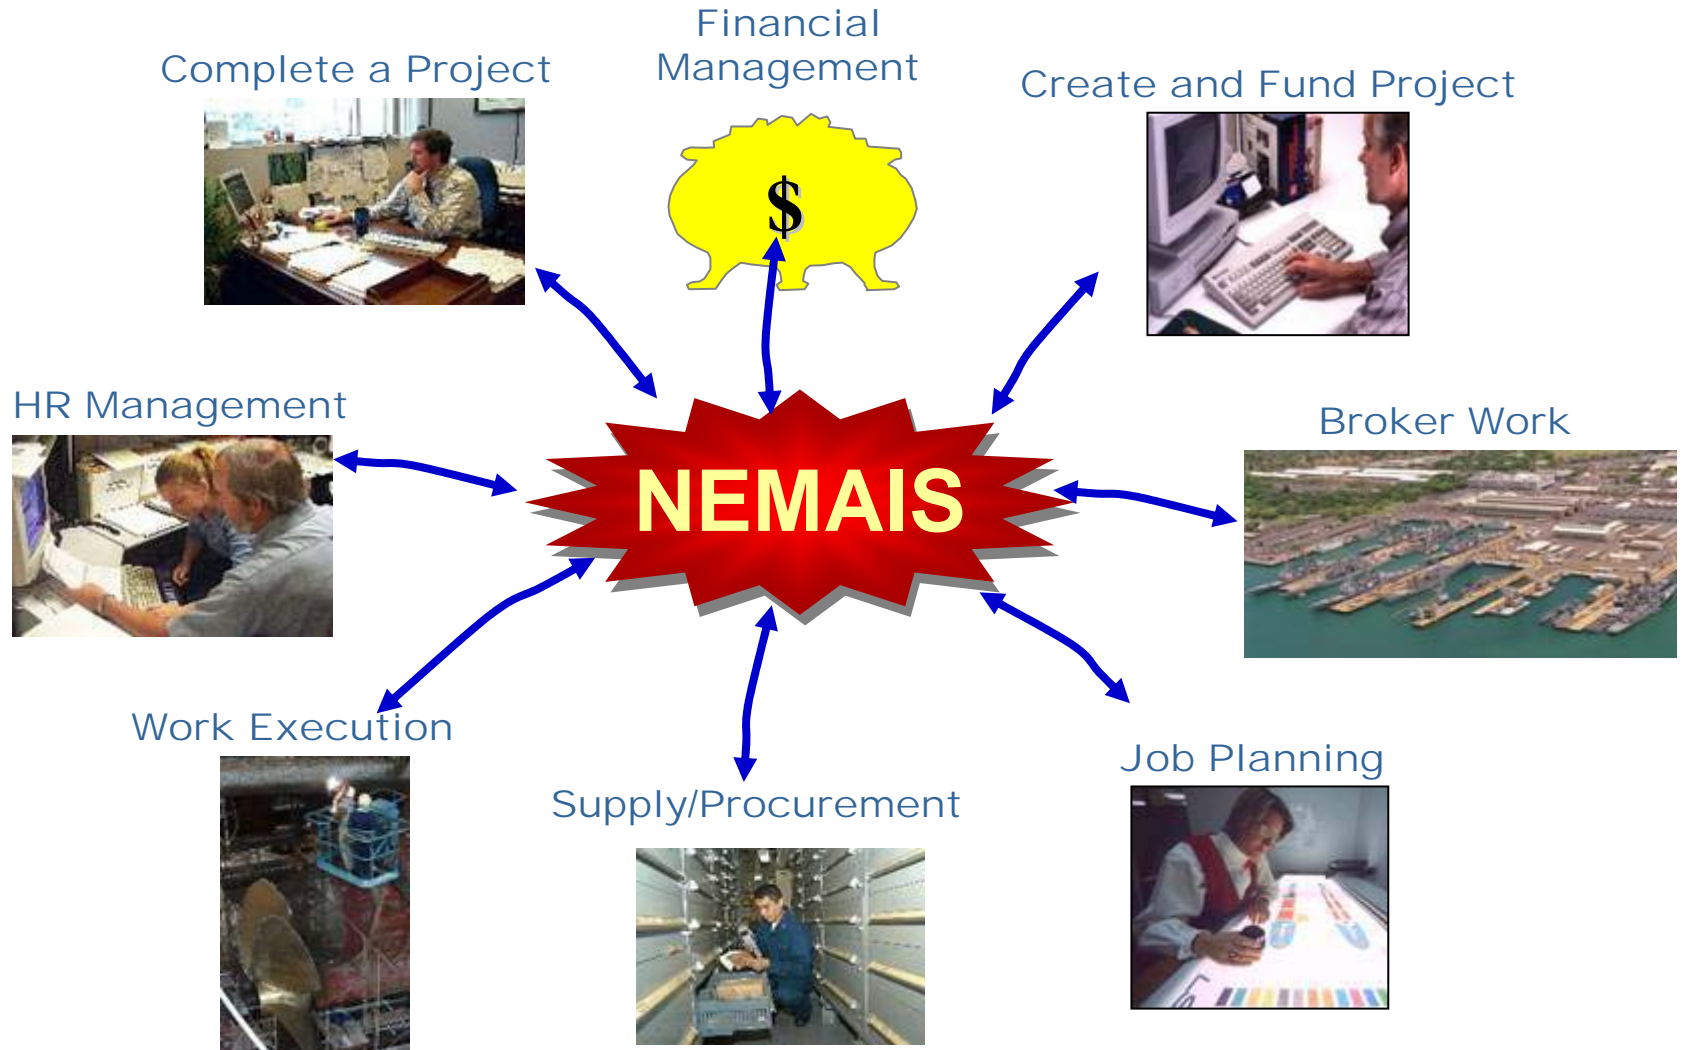 Financial
Management
Complete a Project
Create and Fund Project
$
HR Management
Broker Work
NEMAIS
Work Execution
Job Planning
Supply/Procurement